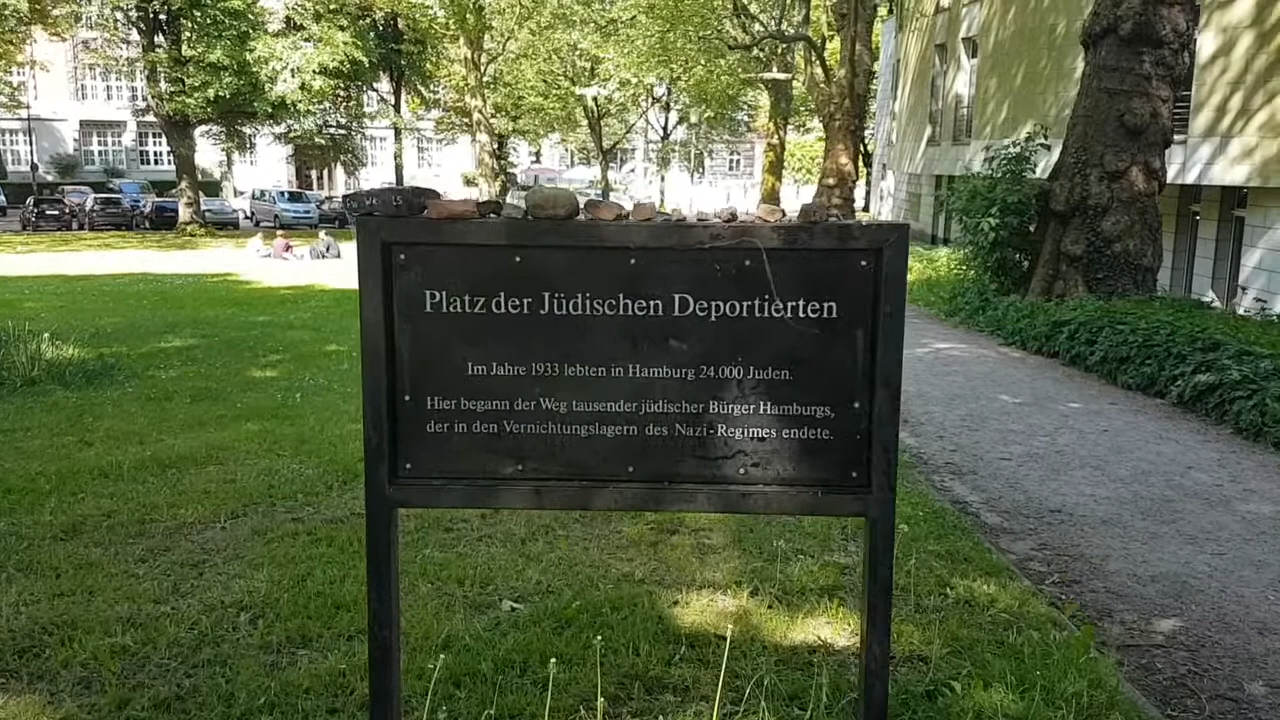 Platz der Jüdischen Deportierten
Im Jahre 1933 lebten in Hamburg 24.000 Juden.
Hier begann der Weg tausender jüdischer Bürger Hamburgs,
der in den Vernichtungslagern des Nazi-Regimes endete.